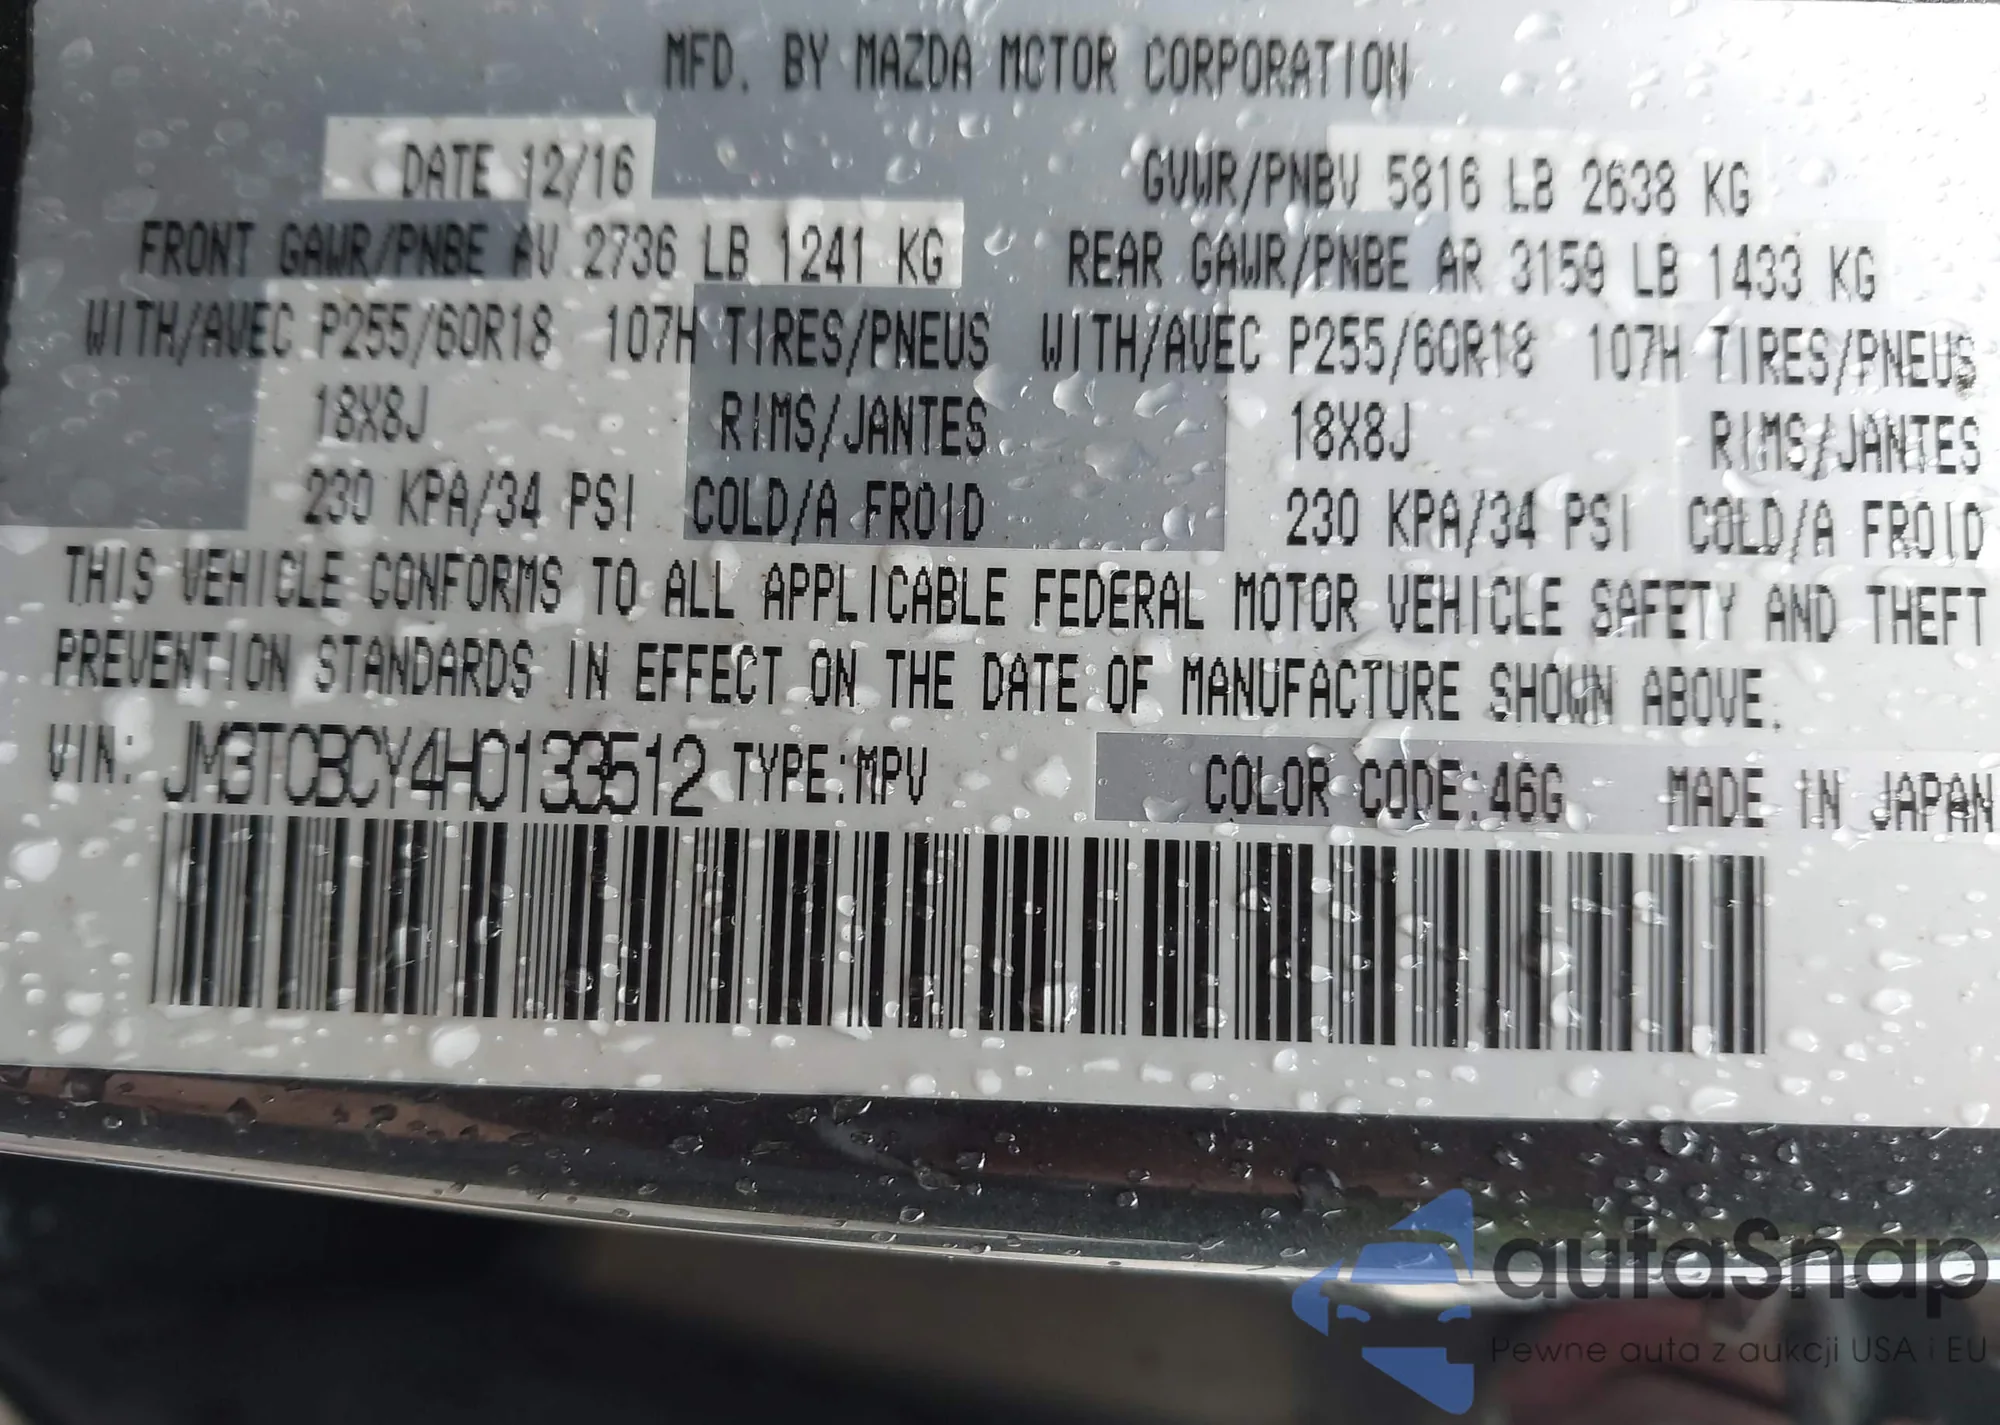 MFD. BY MAZDA MOTOR CORPORATION
DATE 12/16 GVWR/PNBV 5816 LB 2638 KG
FRONT GAWR/PNBE AV 2736 LB 1241 KG REAR GAWR/PNBE AR 3159 LB 1433 KG
WITH/AVEC P255/60R18 107H TIRES/PNEUS WITH/AVEC P255/60R18 107H TIRES/PNEUS
18X8J RIMS/JANTES 18X8J RIMS/JANTES
230 KPA/34 PSI COLD/A FROID 230 KPA/34 PSI COLD/A FROID
THIS VEHICLE CONFORMS TO ALL APPLICABLE FEDERAL MOTOR VEHICLE SAFETY AND THEFT
PREVENTION STANDARDS IN EFFECT ON THE DATE OF MANUFACTURE SHOWN ABOVE.
VIN: JM3TCBCY4H0133512 TYPE:MPV COLOR CODE:46G MADE IN JAPAN
autaSnap
Pewne auta z aukcji USA i EU